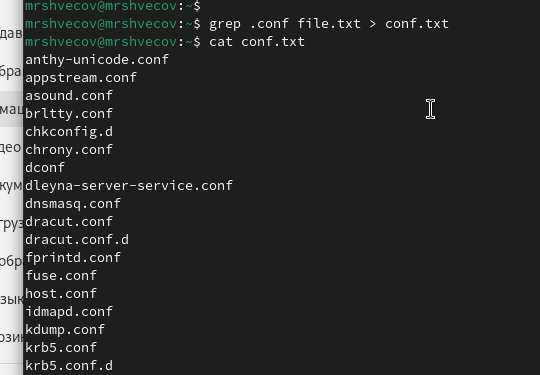 mrshvecov@mrshvecov:~$
mrshvecov@mrshvecov:~$ grep .conf file.txt > conf.txt
mrshvecov@mrshvecov:~$ cat conf.txt
anthy-unicode.conf
appstream.conf
asound.conf
brltty.conf
chkconfig.d
chrony.conf
dconf
dleyna-server-service.conf
dnsmasq.conf
dracut.conf
dracut.conf.d
fprintd.conf
fuse.conf
host.conf
idmapd.conf
kdump.conf
krb5.conf
krb5.conf.d